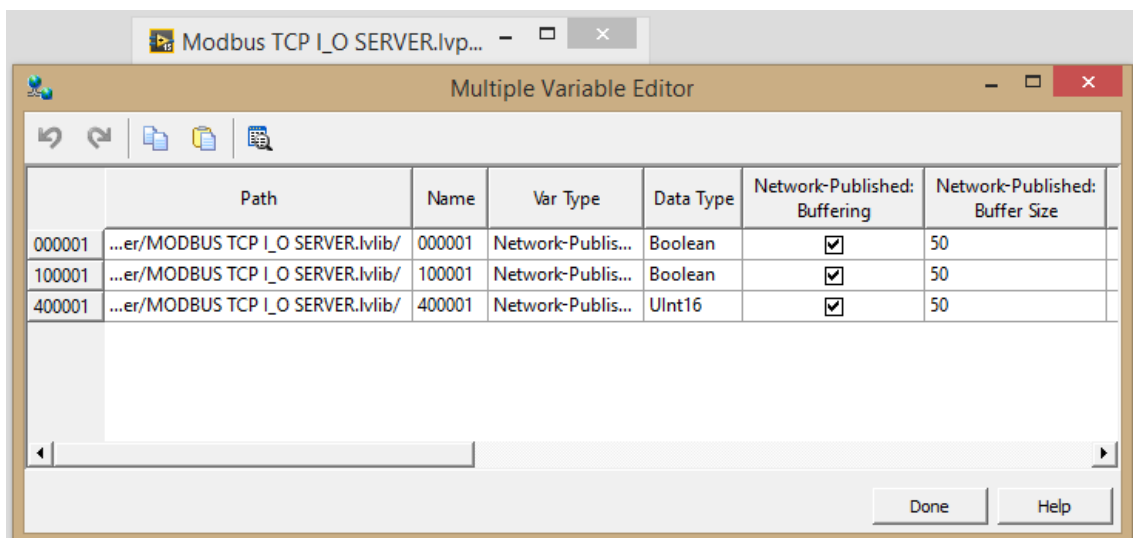 Modbus TCP I_O SERVER.lvp...
Multiple Variable Editor
Path Name Var Type Data Type Network-Published: Buffering Network-Published: Buffer Size
000001 ...er/MODBUS TCP I_O SERVER.lvlib/ 000001 Network-Publis... Boolean 50
100001 ...er/MODBUS TCP I_O SERVER.lvlib/ 100001 Network-Publis... Boolean 50
400001 ...er/MODBUS TCP I_O SERVER.lvlib/ 400001 Network-Publis... UInt16 50
Done Help